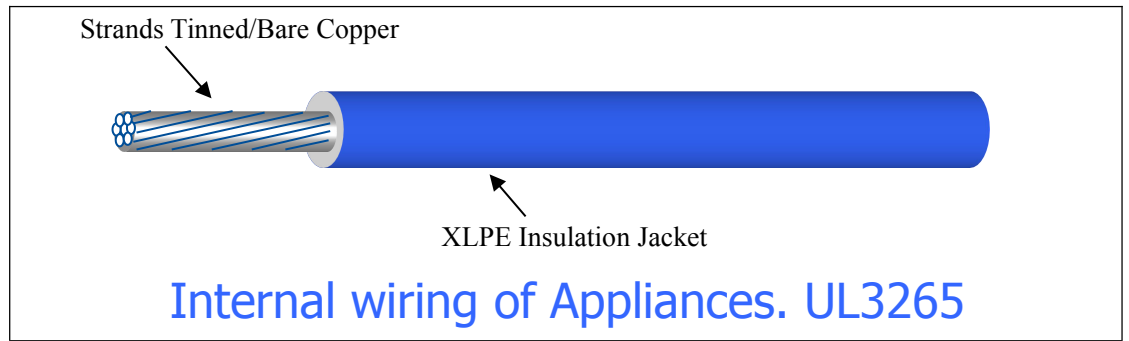 Strands Tinned/Bare Copper
XLPE Insulation Jacket
Internal wiring of Appliances. UL3265